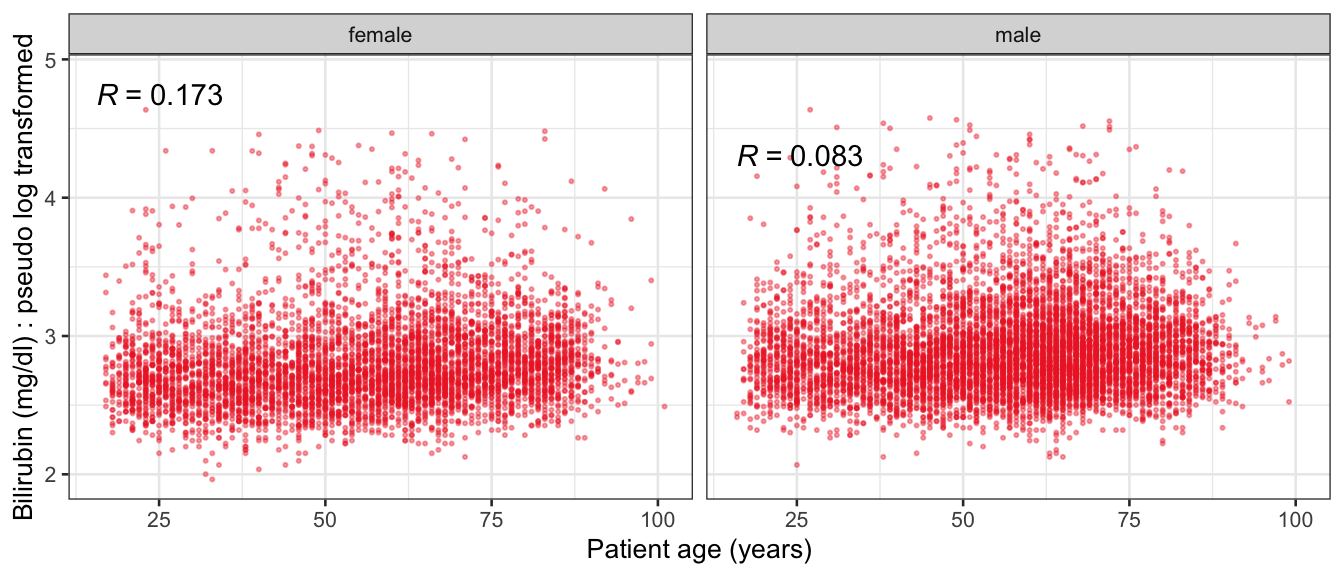 female
male
R = 0.173
R = 0.083
Bilirubin (mg/dl) : pseudo log transformed
5
4
3
2
25 50 75 100
25 50 75 100
Patient age (years)